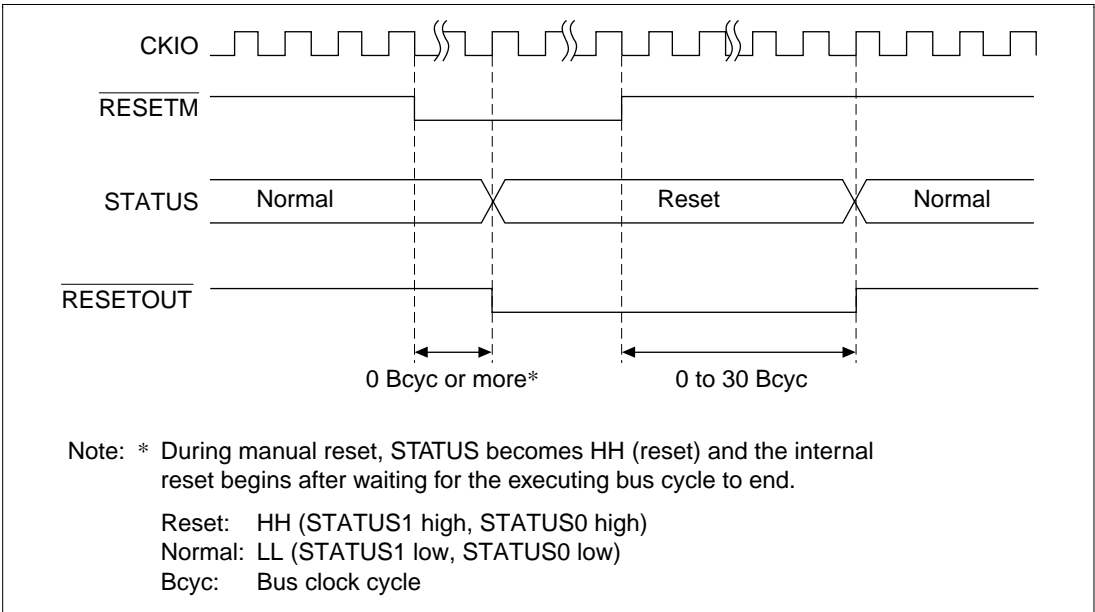 CKIO
RESETM
STATUS Normal Reset Normal
RESETOUT
0 Bcyc or more* 0 to 30 Bcyc
Note: * During manual reset, STATUS becomes HH (reset) and the internal
reset begins after waiting for the executing bus cycle to end.
Reset: HH (STATUS1 high, STATUS0 high)
Normal: LL (STATUS1 low, STATUS0 low)
Bcyc: Bus clock cycle